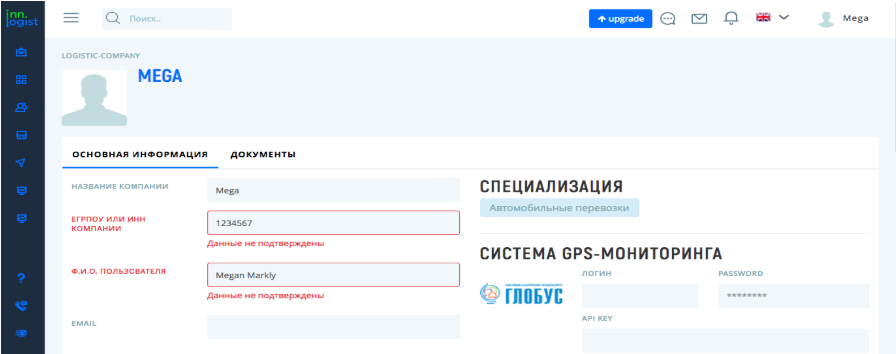 inn.
logist
Поиск..
upgrade
Mega
LOGISTIC-COMPANY
MEGA
ОСНОВНАЯ ИНФОРМАЦИЯ
ДОКУМЕНТЫ
НАЗВАНИЕ КОМПАНИИ
Mega
ЕГРПОУ ИЛИ ИНН
КОМПАНИИ
1234567
Данные не подтверждены
Ф.И.О. ПОЛЬЗОВАТЕЛЯ
Megan Markly
Данные не подтверждены
EMAIL
СПЕЦИАЛИЗАЦИЯ
Автомобильные перевозки
СИСТЕМА GPS-МОНИТОРИНГА
ГЛОБУС
ЛОГИН
PASSWORD
********
API KEY